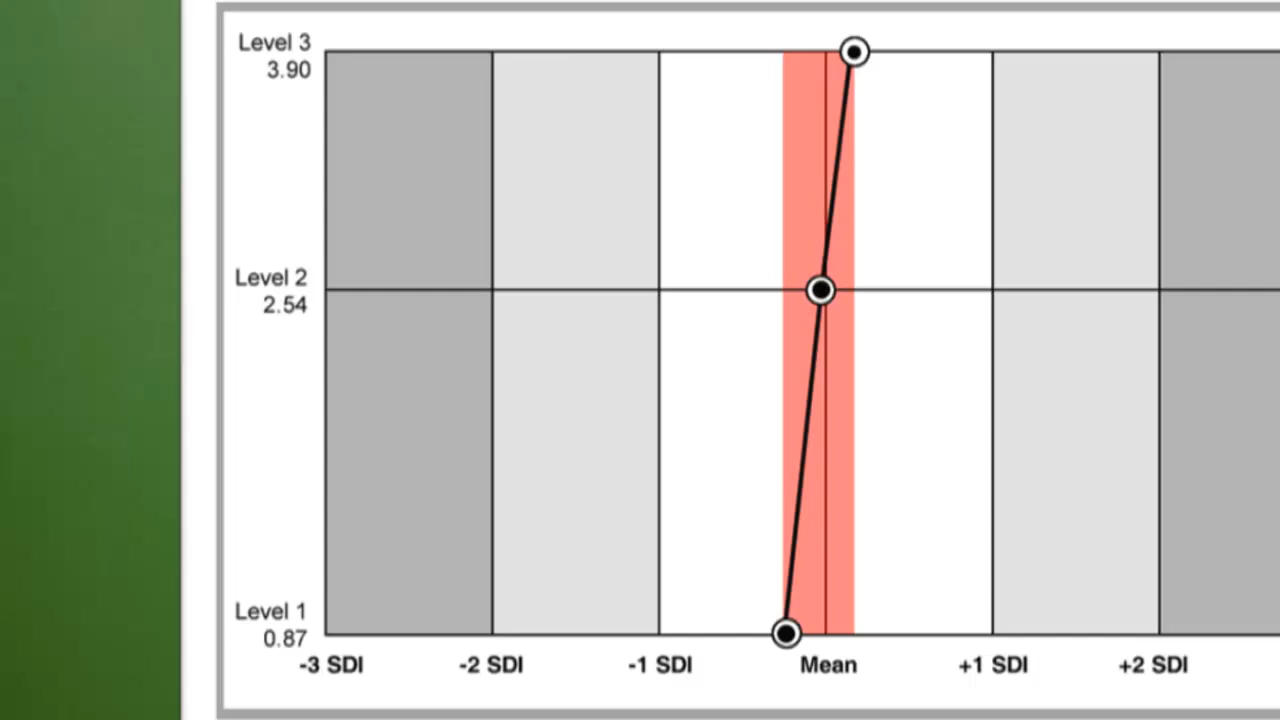 Level 3
3.90
Level 2
2.54
Level 1
0.87
-3 SDI -2 SDI -1 SDI Mean +1 SDI +2 SDI